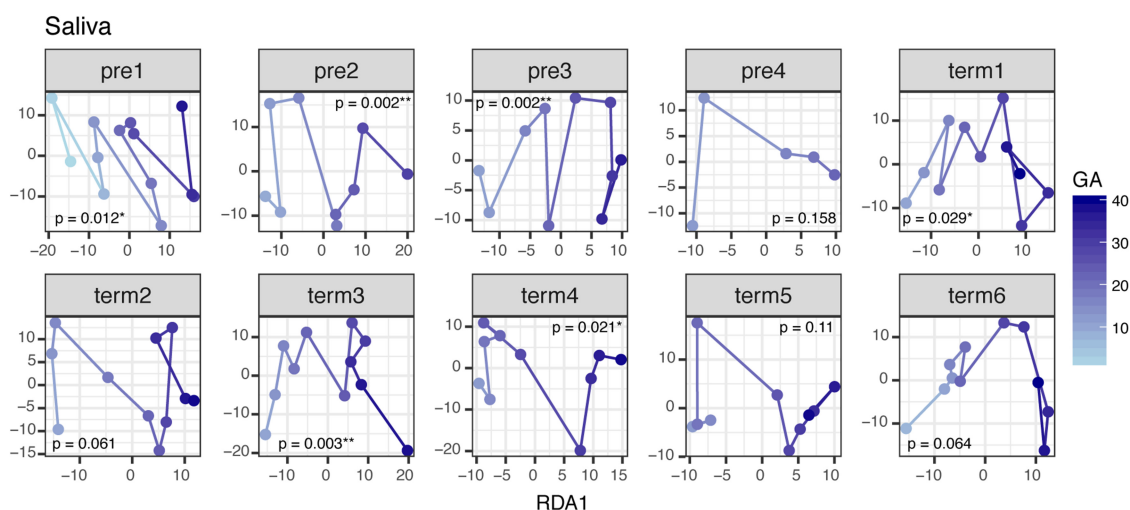 Saliva
pre1 pre2 pre3 pre4 term1
p = 0.012*
p = 0.002**
p = 0.002**
p = 0.158
p = 0.029*
10
0
−10
−20 −10 0 10
10
0
−10
−10 0 10 20
10
5
0
−5
−10
−10 −5 0 5 10
10
5
0
−5
−10
−10 −5 0 5 10
10
0
−10
−10 0 10
GA
40
30
20
10
term2 term3 term4 term5 term6
p = 0.061
p = 0.003**
p = 0.021*
p = 0.11
p = 0.064
10
5
0
−5
−10
−15
−10 0 10
10
0
−10
−20
−10 0 10 20
10
0
−10
−20
−10 −5 0 5 10 15
10
0
−10
−10 −5 0 5 10
10
0
−10
−10 0 10
RDA1